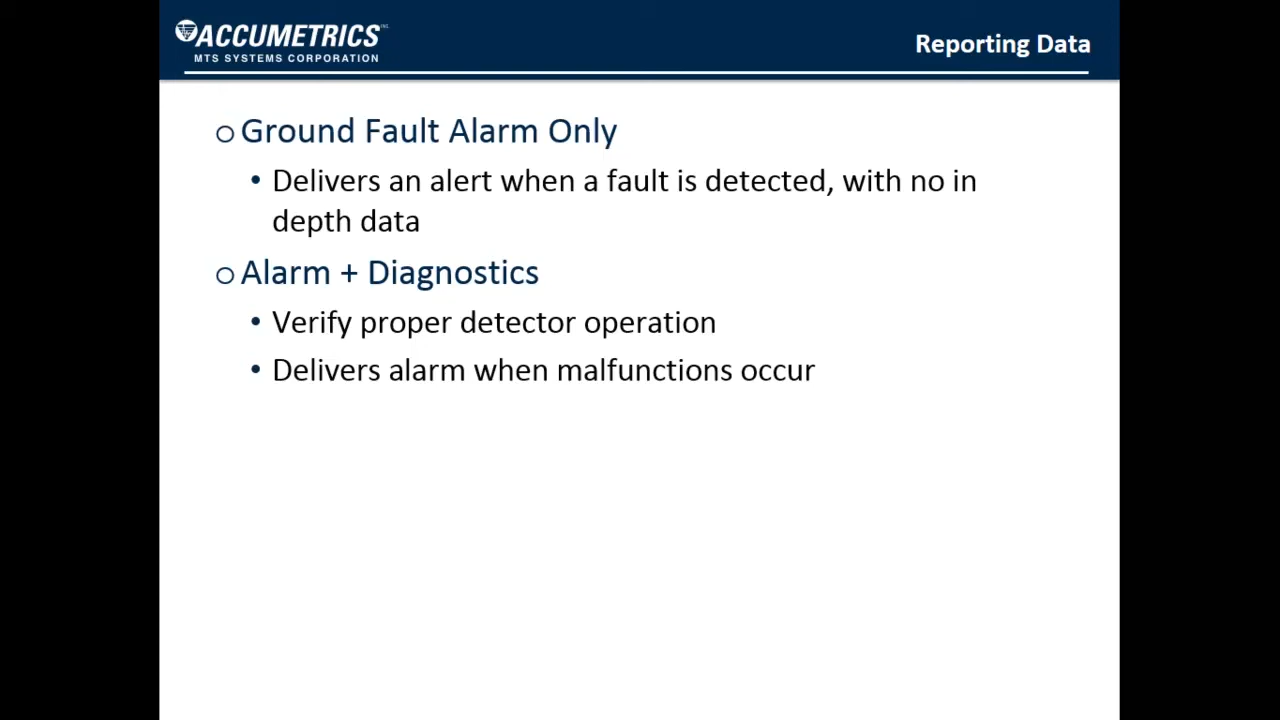 ACCUMETRICS INC.
MTS SYSTEMS CORPORATION
Reporting Data
Ground Fault Alarm Only
• Delivers an alert when a fault is detected, with no in
depth data
Alarm + Diagnostics
• Verify proper detector operation
• Delivers alarm when malfunctions occur